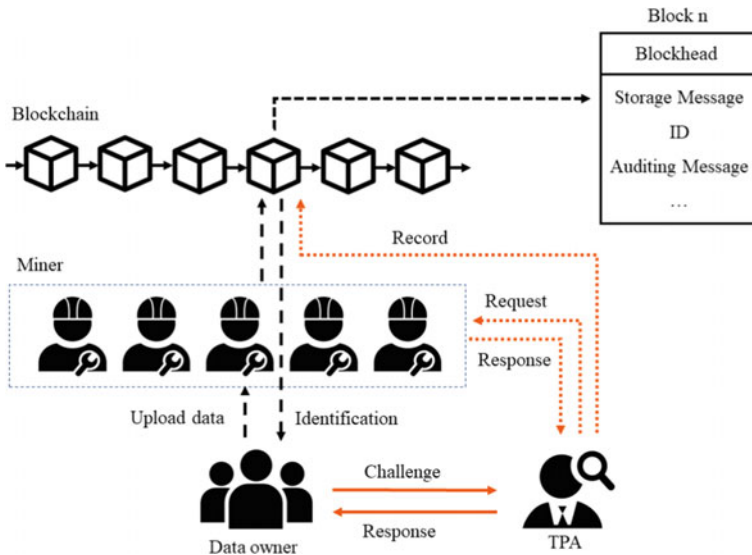 Block n
Blockhead
Storage Message
ID
Auditing Message
...
Blockchain
Record
Miner
Request
Response
Upload data
Identification
Challenge
Response
Data owner
TPA